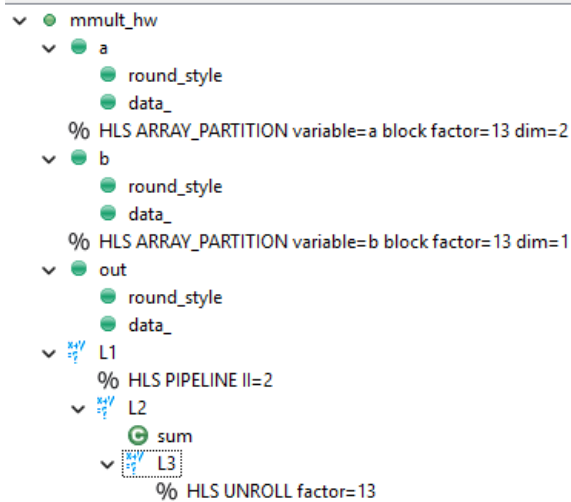 mmult_hw
a
round_style
data_
% HLS ARRAY_PARTITION variable=a block factor=13 dim=2
b
round_style
data_
% HLS ARRAY_PARTITION variable=b block factor=13 dim=1
out
round_style
data_
L1
% HLS PIPELINE II=2
L2
C sum
L3
% HLS UNROLL factor=13